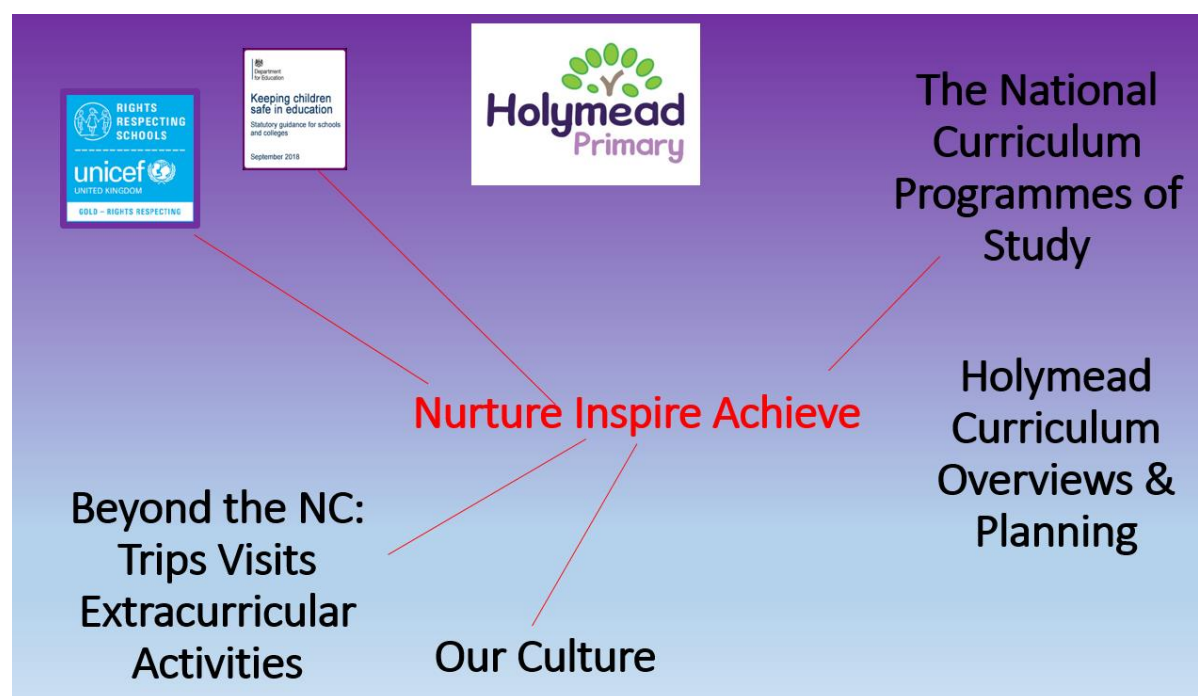 RIGHTS
RESPECTING
SCHOOLS
unicef
UNITED KINGDOM
GOLD – RIGHTS RESPECTING
Department
for Education
Keeping children
safe in education
Statutory guidance for schools
and colleges
September 2018
Holymead
Primary
The National
Curriculum
Programmes of
Study
Nurture Inspire Achieve
Holymead
Curriculum
Overviews &
Planning
Beyond the NC:
Trips Visits
Extracurricular
Activities
Our Culture